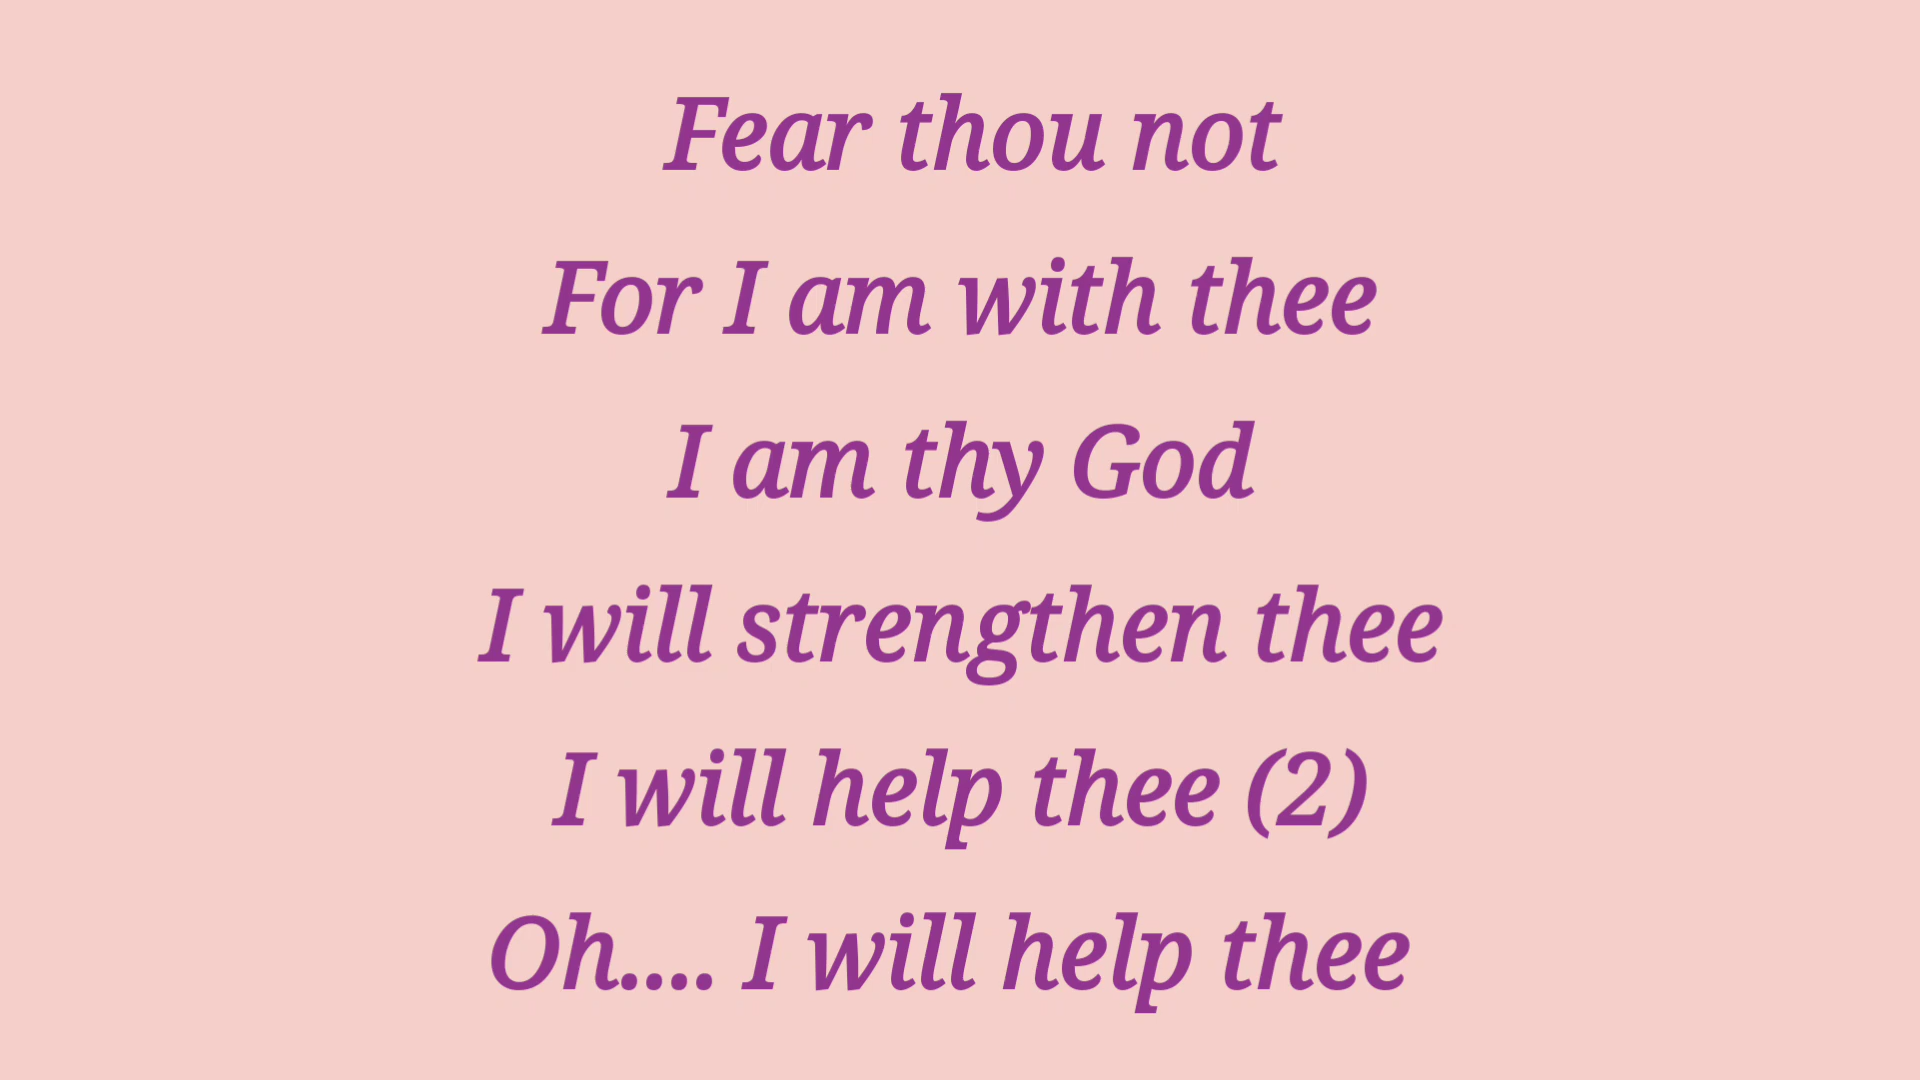 Fear thou not
For I am with thee
I am thy God
I will strengthen thee
I will help thee (2)
Oh.... I will help thee